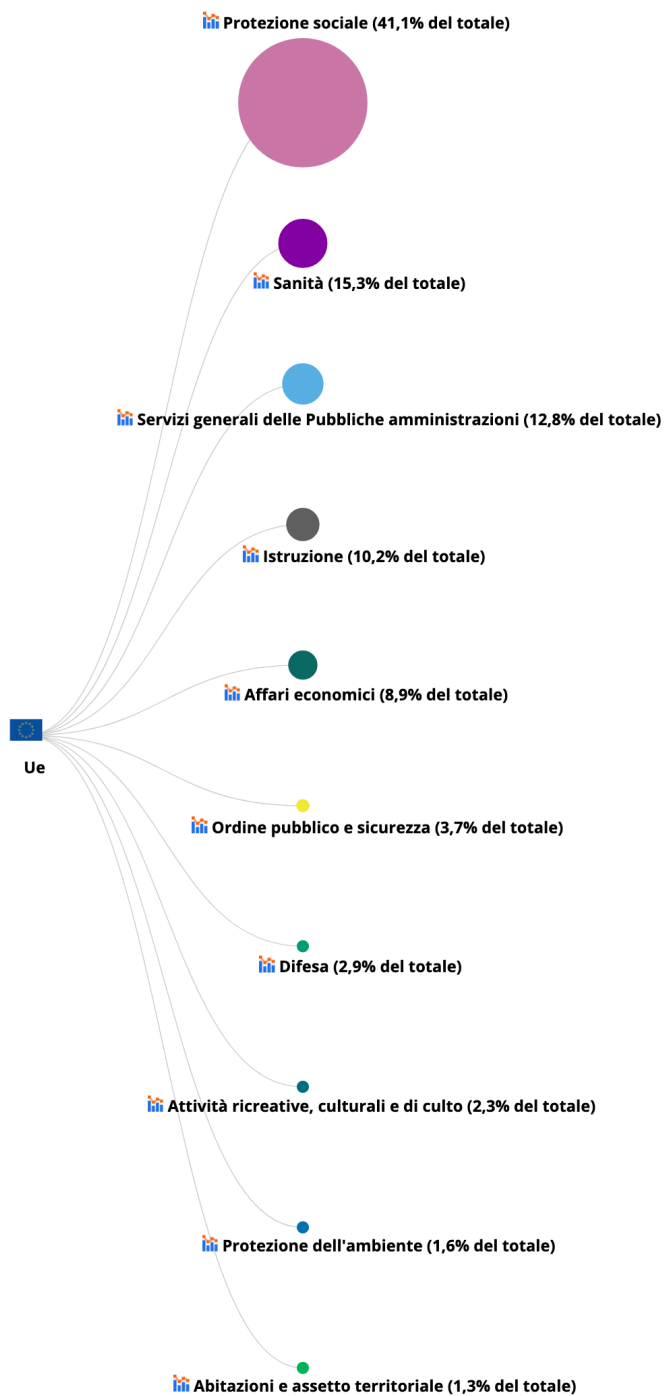 Protezione sociale (41,1% del totale)
Sanità (15,3% del totale)
Servizi generali delle Pubbliche amministrazioni (12,8% del totale)
Istruzione (10,2% del totale)
Affari economici (8,9% del totale)
Ue
Ordine pubblico e sicurezza (3,7% del totale)
Difesa (2,9% del totale)
Attività ricreative, culturali e di culto (2,3% del totale)
Protezione dell'ambiente (1,6% del totale)
Abitazioni e assetto territoriale (1,3% del totale)